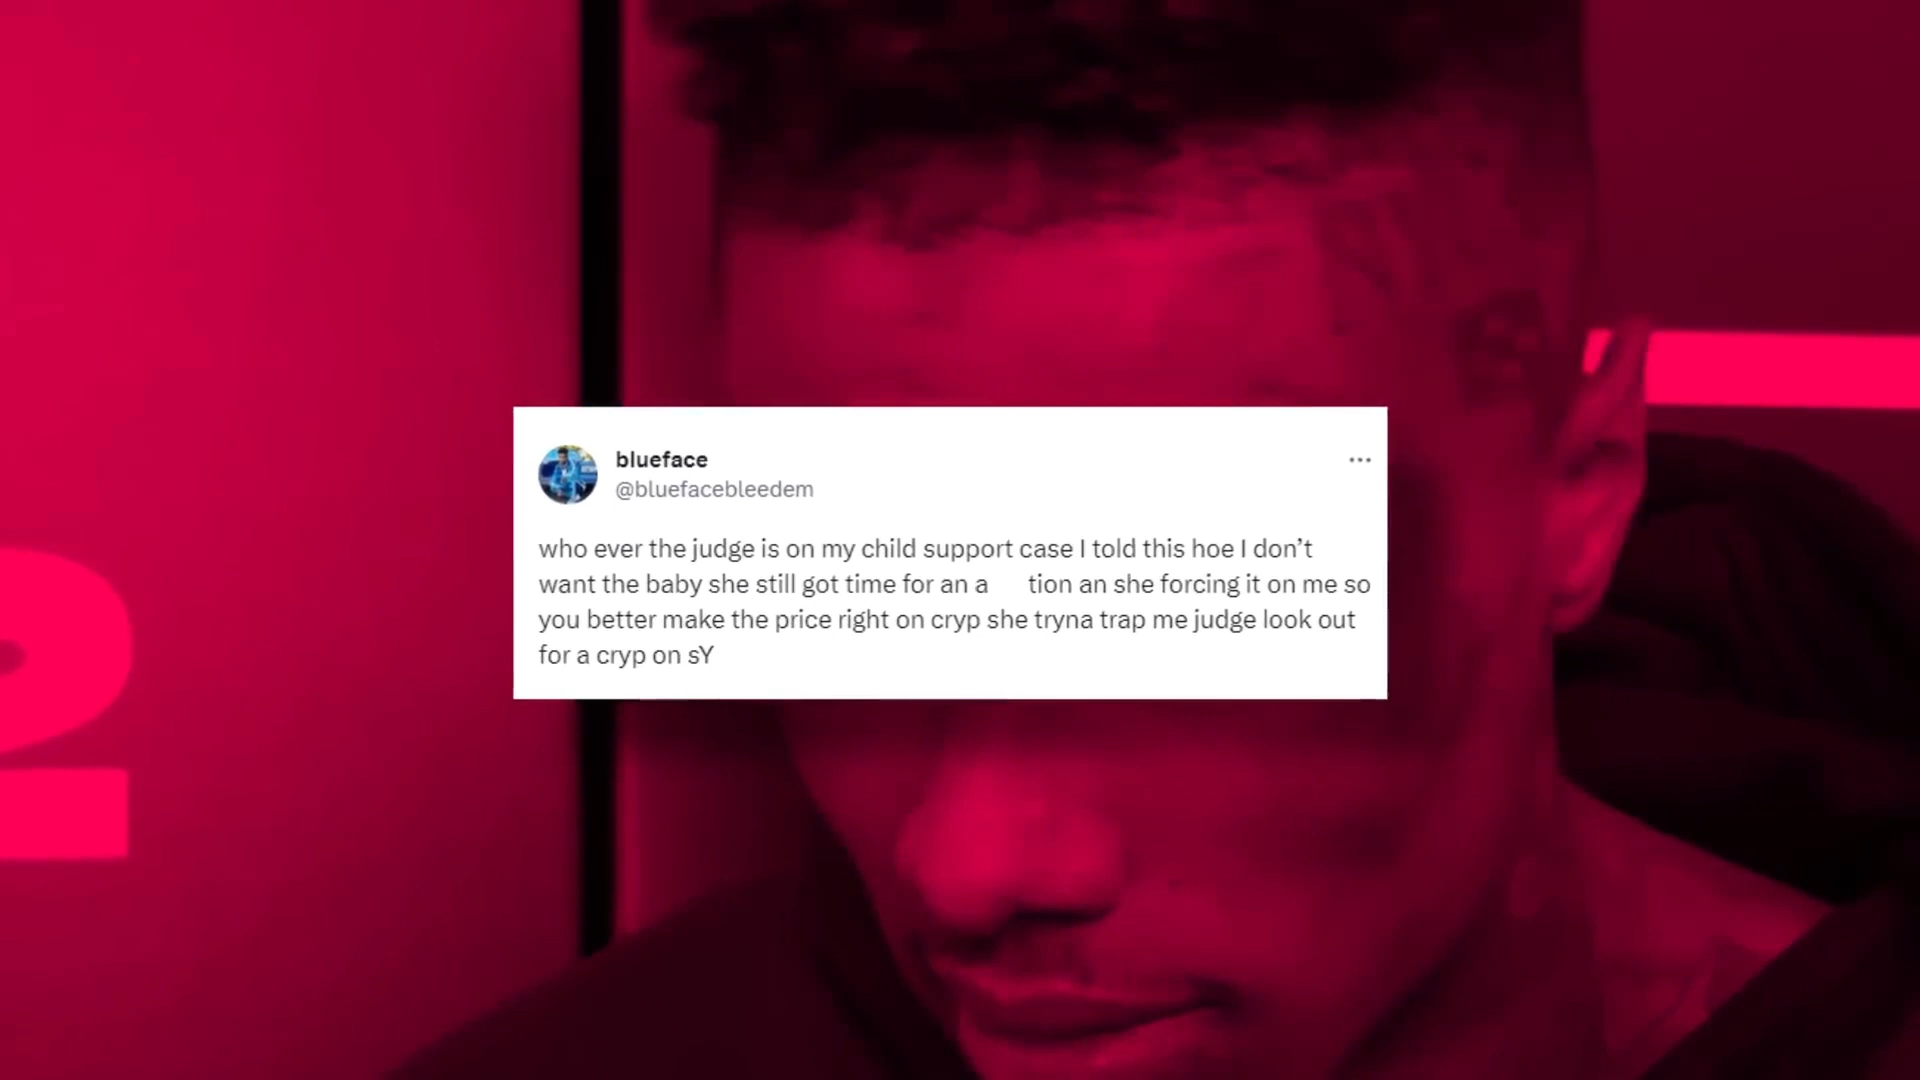 blueface
@bluefacebleedem
who ever the judge is on my child support case I told this hoe I don’t
want the baby she still got time for an a tion an she forcing it on me so
you better make the price right on cryp she tryna trap me judge look out
for a cryp on sY